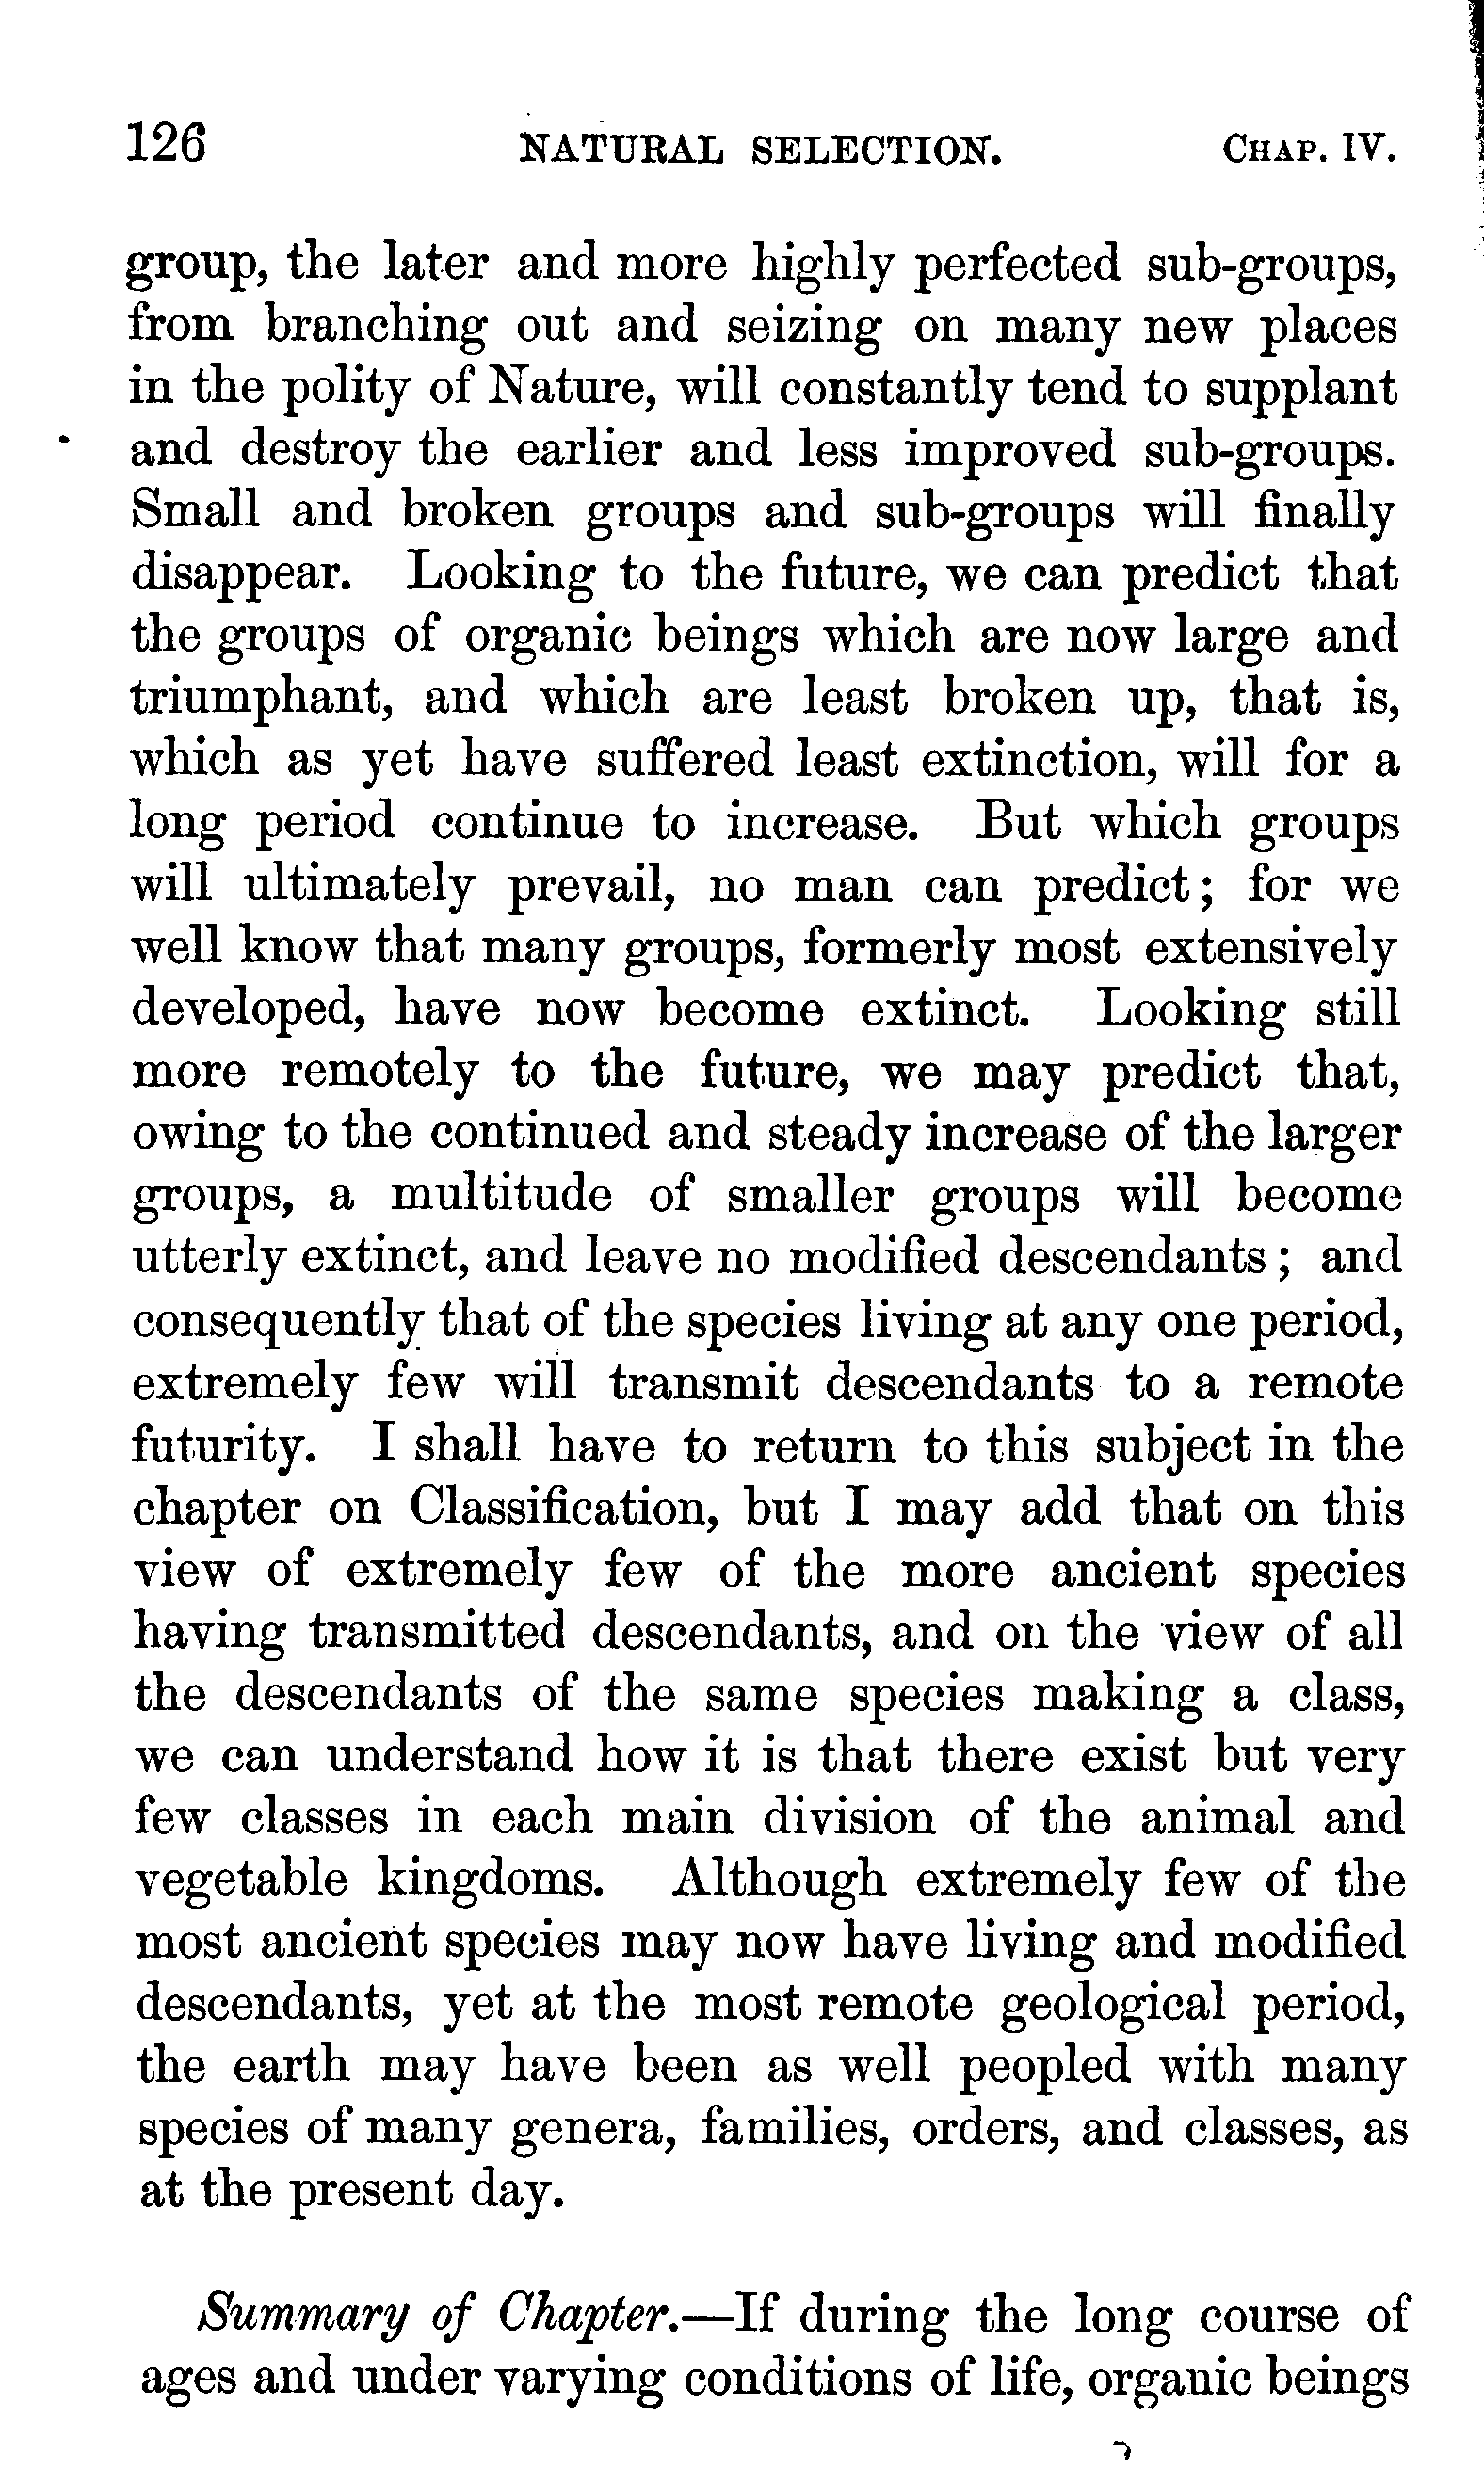 126 NATURAL SELECTION. CHAP. IV.
group, the later and more highly perfected sub-groups,
from branching out and seizing on many new places
in the polity of Nature, will constantly tend to supplant
and destroy the earlier and less improved sub-groups.
Small and broken groups and sub-groups will finally
disappear. Looking to the future, we can predict that
the groups of organic beings which are now large and
triumphant, and which are least broken up, that is,
which as yet have suffered least extinction, will for a
long period continue to increase. But which groups
will ultimately prevail, no man can predict; for we
well know that many groups, formerly most extensively
developed, have now become extinct. Looking still
more remotely to the future, we may predict that,
owing to the continued and steady increase of the larger
groups, a multitude of smaller groups will become
utterly extinct, and leave no modified descendants; and
consequently that of the species living at any one period,
extremely few will transmit descendants to a remote
futurity. I shall have to return to this subject in the
chapter on Classification, but I may add that on this
view of extremely few of the more ancient species
having transmitted descendants, and on the view of all
the descendants of the same species making a class,
we can understand how it is that there exist but very
few classes in each main division of the animal and
vegetable kingdoms. Although extremely few of the
most ancient species may now have living and modified
descendants, yet at the most remote geological period,
the earth may have been as well peopled with many
species of many genera, families, orders, and classes, as
at the present day.
Summary of Chapter.—If during the long course of
ages and under varying conditions of life, organic beings